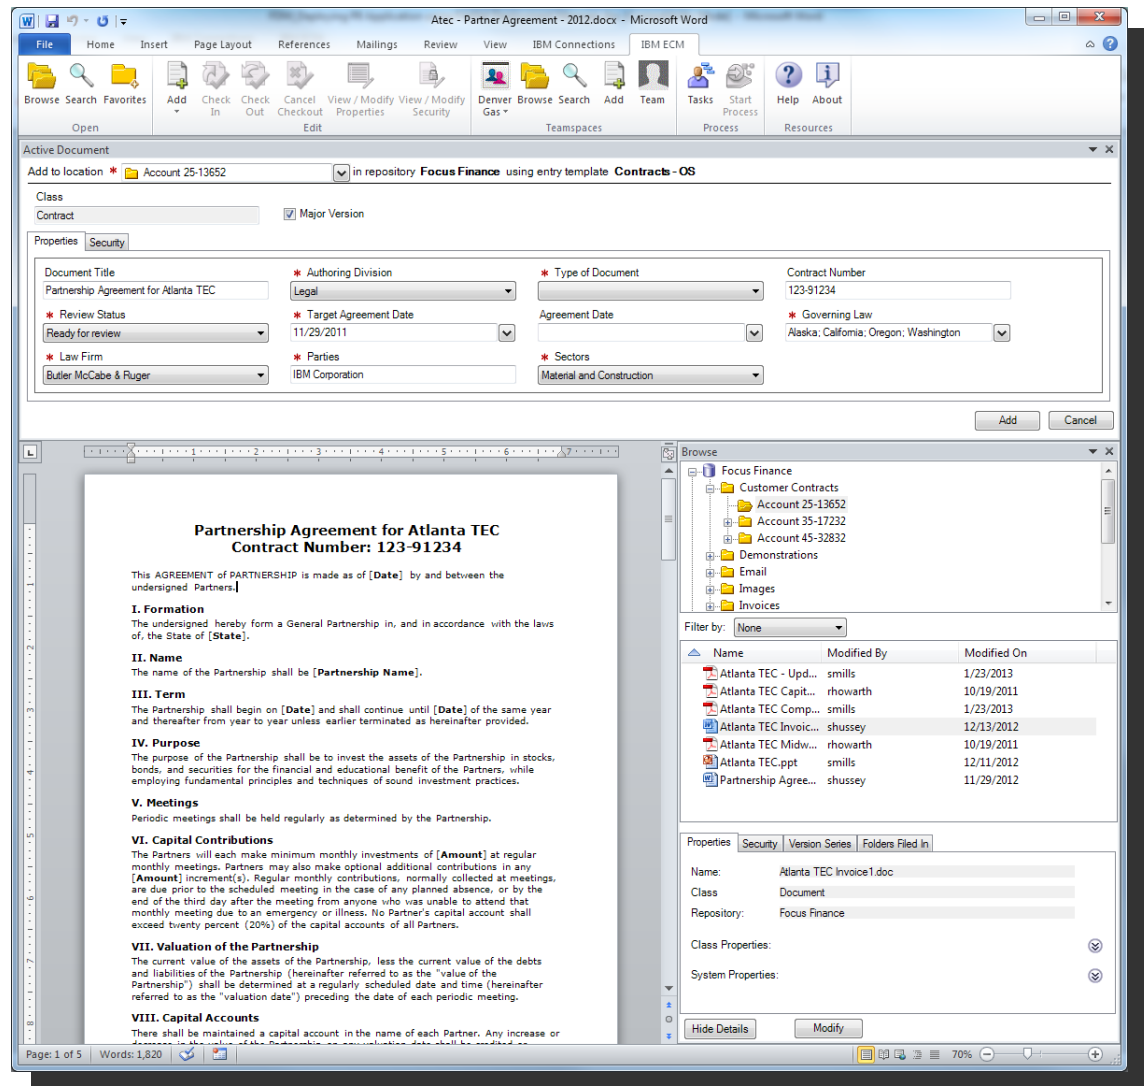 Atec - Partner Agreement - 2012.docx - Microsoft Word
File Home Insert Page Layout References Mailings Review View IBM Connections IBM ECM
Browse Search Favorites Add Check In Check Out Cancel Checkout View / Modify Properties View / Modify Security Denver Gas Browse Search Add Team Tasks Start Process Help About
Open Edit Teamspaces Process Resources
Active Document
Add to location * Account 25-13652 in repository Focus Finance using entry template Contracts - OS
Class
Contract Major Version
Properties Security
Document Title * Authoring Division * Type of Document Contract Number
Partnership Agreement for Atlanta TEC Legal 123-91234
* Review Status * Target Agreement Date Agreement Date * Governing Law
Ready for review 11/29/2011 Alaska; California; Oregon; Washington
* Law Firm * Parties * Sectors
Butler McCabe & Ruger IBM Corporation Material and Construction
Add Cancel
1 2 3 4 5 6 7
Partnership Agreement for Atlanta TEC
Contract Number: 123-91234
This AGREEMENT of PARTNERSHIP is made as of [Date] by and between the
undersigned Partners.
I. Formation
The undersigned hereby form a General Partnership in, and in accordance with the laws
of, the State of [State].
II. Name
The name of the Partnership shall be [Partnership Name].
III. Term
The Partnership shall begin on [Date] and shall continue until [Date] of the same year
and thereafter from year to year unless earlier terminated as hereinafter provided.
IV. Purpose
The purpose of the Partnership shall be to invest the assets of the Partnership in stocks,
bonds, and securities for the financial and educational benefit of the Partners, while
employing fundamental principles and techniques of sound investment practices.
V. Meetings
Periodic meetings shall be held regularly as determined by the Partnership.
VI. Capital Contributions
The Partners will each make minimum monthly investments of [Amount] at regular
monthly meetings. Partners may also make optional additional contributions in any
[Amount] increment(s). Regular monthly contributions, normally collected at meetings,
are due prior to the scheduled meeting in the case of any planned absence, or by the
end of the third day after the meeting from anyone who was unable to attend that
monthly meeting due to an emergency or illness. No Partner's capital account shall
exceed twenty percent (20%) of the capital accounts of all Partners.
VII. Valuation of the Partnership
The current value of the assets of the Partnership, less the current value of the debts
and liabilities of the Partnership (hereinafter referred to as the "value of the
Partnership") shall be determined at a regularly scheduled date and time (hereinafter
referred to as the "valuation date") preceding the date of each periodic meeting.
VIII. Capital Accounts
There shall be maintained a capital account in the name of each Partner. Any increase or
Browse
Focus Finance
Customer Contracts
Account 25-13652
Account 35-17232
Account 45-32832
Demonstrations
Email
Images
Invoices
Filter by: None
Name Modified By Modified On
Atlanta TEC - Upd... smills 1/23/2013
Atlanta TEC Capit... rhowarth 10/19/2011
Atlanta TEC Comp... smills 1/23/2013
Atlanta TEC Invoic... shussey 12/13/2012
Atlanta TEC Midw... rhowarth 10/19/2011
Atlanta TEC.ppt smills 12/11/2012
Partnership Agree... shussey 11/29/2012
Properties Security Version Series Folders Filed In
Name: Atlanta TEC Invoice1.doc
Class Document
Repository: Focus Finance
Class Properties:
System Properties:
Hide Details Modify
Page: 1 of 5 Words: 1,820 70%